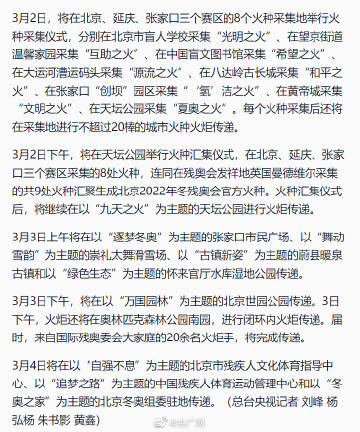 3月2日，将在北京、延庆、张家口三个赛区的8个火种采集地举行火
种采集仪式，分别在北京市盲人学校采集“光明之火”、在望京街道
温馨家园采集“互助之火”、在中国盲文图书馆采集“希望之火”、
在大运河漕运码头采集“源流之火”、在八达岭古长城采集“和平之
火”、在张家口“创坝”园区采集“‘氢’洁之火”、在黄帝城采集
“文明之火”、在天坛公园采集“夏奥之火”。每个火种采集后还将
在采集地进行不超过20棒的城市火种火炬传递。
3月2日下午，将在天坛公园举行火种汇集仪式，在北京、延庆、张家
口三个赛区采集的8处火种，连同在残奥会发祥地英国曼德维尔采集
的共9处火种汇聚生成北京2022年冬残奥会官方火种。火种汇集仪式
后，将继续在以“九天之火”为主题的天坛公园进行火炬传递。
3月3日上午将在以“逐梦冬奥”为主题的张家口市民广场、以“舞动
雪韵”为主题的崇礼太舞滑雪场、以“古镇新姿”为主题的蔚县暖泉
古镇和以“绿色生态”为主题的怀来官厅水库湿地公园传递。
3月3日下午，将在以“万国园林”为主题的北京世园公园传递。3日
下午，火炬还将在奥林匹克森林公园南园，进行闭环内火炬传递。届
时，来自国际残奥委会大家庭的20余名火炬手，将完成传递。
3月4日将在以“自强不息”为主题的北京市残疾人文化体育指导中
心、以“追梦之路”为主题的中国残疾人体育运动管理中心和以“冬
奥之家”为主题的北京冬奥组委驻地传递。（总台央视记者 刘峰 杨
弘杨 朱书影 黄鑫）
@央广网